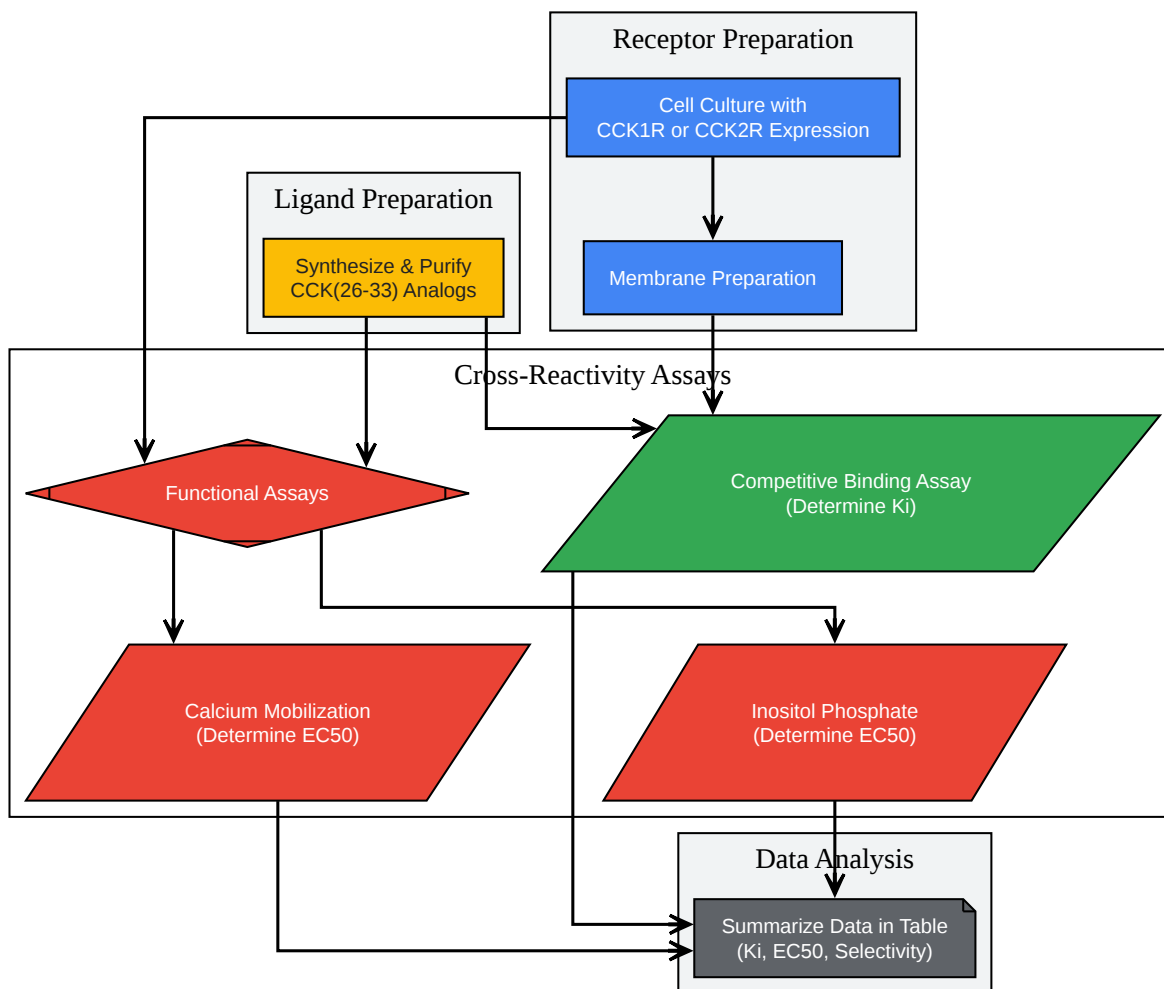 Receptor Preparation
Cell Culture with
CCK1R or CCK2R Expression
Ligand Preparation
Synthesize & Purify
CCK(26-33) Analogs
Membrane Preparation
Cross-Reactivity Assays
Functional Assays
Competitive Binding Assay
(Determine Ki)
Calcium Mobilization
(Determine EC50)
Inositol Phosphate
(Determine EC50)
Data Analysis
Summarize Data in Table
(Ki, EC50, Selectivity)